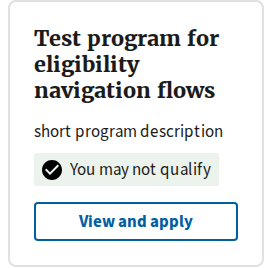 Test program for
eligibility
navigation flows
short program description
You may not qualify
View and apply